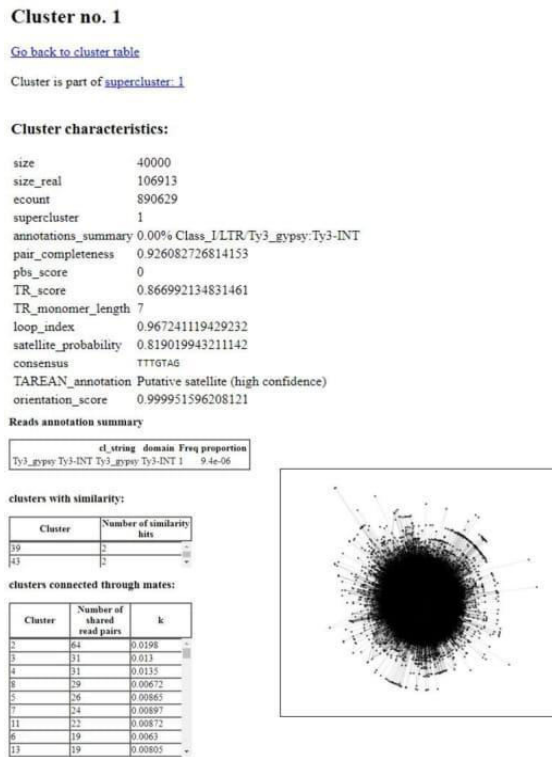 Cluster no. 1
Go back to cluster table
Cluster is part of supercluster: 1
Cluster characteristics:
size 40000
size_real 106913
ecount 890629
supercluster 1
annotations_summary 0.00% Class_I/LTR/Ty3_gypsy:Ty3-INT
pair_completeness 0.926082726814153
pbs_score 0
TR_score 0.866992134831461
TR_monomer_length 7
loop_index 0.967241119429232
satellite_probability 0.819019943211142
consensus TTTGTAG
TAREAN_annotation Putative satellite (high confidence)
orientation_score 0.999951596208121
Reads annotation summary
cl_string domain Freq proportion
Ty3_gypsy Ty3-INT Ty3_gypsy Ty3-INT 1 9.4e-06
clusters with similarity:
Cluster Number of similarity hits
39 2
43 2
clusters connected through mates:
Cluster Number of shared read pairs k
2 64 0.0198
3 31 0.013
4 31 0.0135
8 29 0.00672
5 26 0.00865
7 24 0.00897
11 22 0.00872
6 19 0.0063
13 19 0.00805